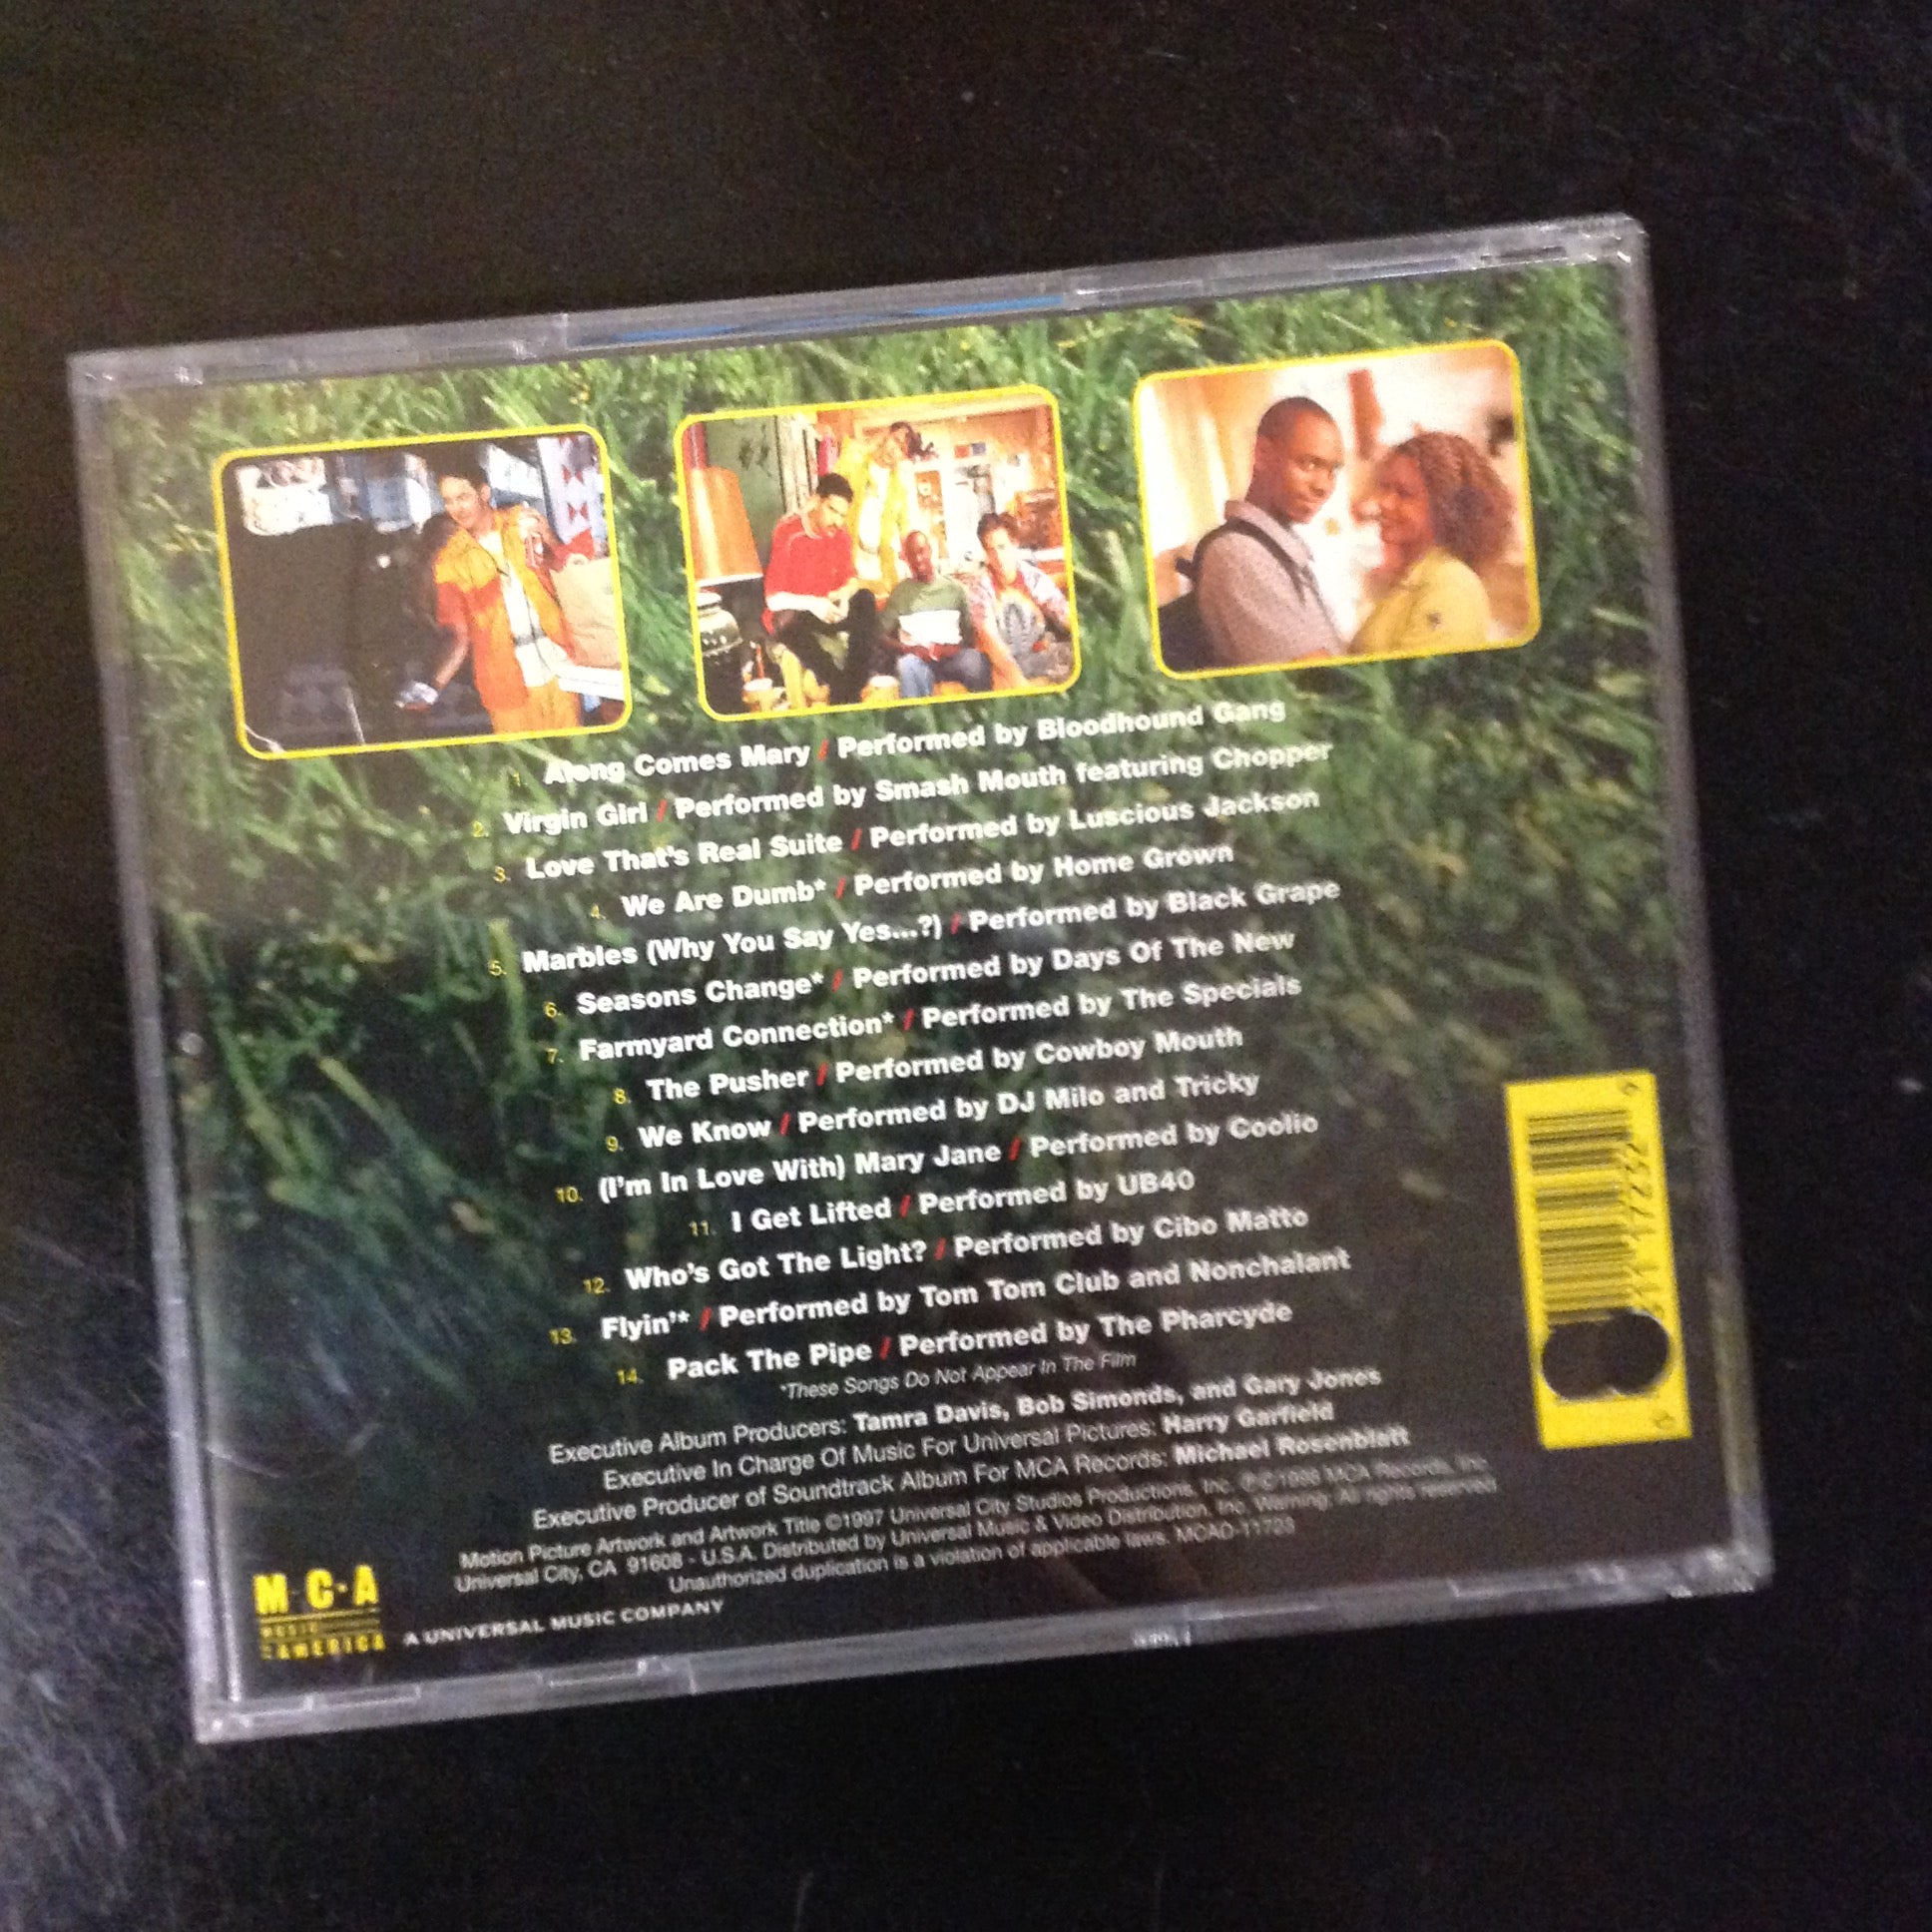 1. Along Comes Mary / Performed by Bloodhound Gang
2. Virgin Girl / Performed by Smash Mouth featuring Chopper
3. Love That's Real Suite / Performed by Luscious Jackson
4. We Are Dumb* / Performed by Home Grown
5. Marbles (Why You Say Yes...?) / Performed by Black Grape
6. Seasons Change* / Performed by Days Of The New
7. Farmyard Connection* / Performed by The Specials
8. The Pusher / Performed by Cowboy Mouth
9. We Know / Performed by DJ Milo and Tricky
10. (I'm In Love With) Mary Jane / Performed by Coolio
11. I Get Lifted / Performed by UB40
12. Who's Got The Light? / Performed by Cibo Matto
13. Flyin'* / Performed by Tom Tom Club and Nonchalant
14. Pack The Pipe / Performed by The Pharcyde
*These Songs Do Not Appear In The Film
Executive Album Producers: Tamra Davis, Bob Simonds, and Gary Jones
Executive In Charge Of Music For Universal Pictures: Harry Garfield
Executive Producer of Soundtrack Album For MCA Records: Michael Rosenblatt
Motion Picture Artwork and Artwork Title ©1997 Universal City Studios Productions, Inc. ℗©1998 MCA Records, Inc.
Universal City, CA 91608 - U.S.A. Distributed by Universal Music & Video Distribution, Inc. Warning: All rights reserved.
Unauthorized duplication is a violation of applicable laws. MCAD-11723
M·C·A
MUSIC
AMERICA
A UNIVERSAL MUSIC COMPANY